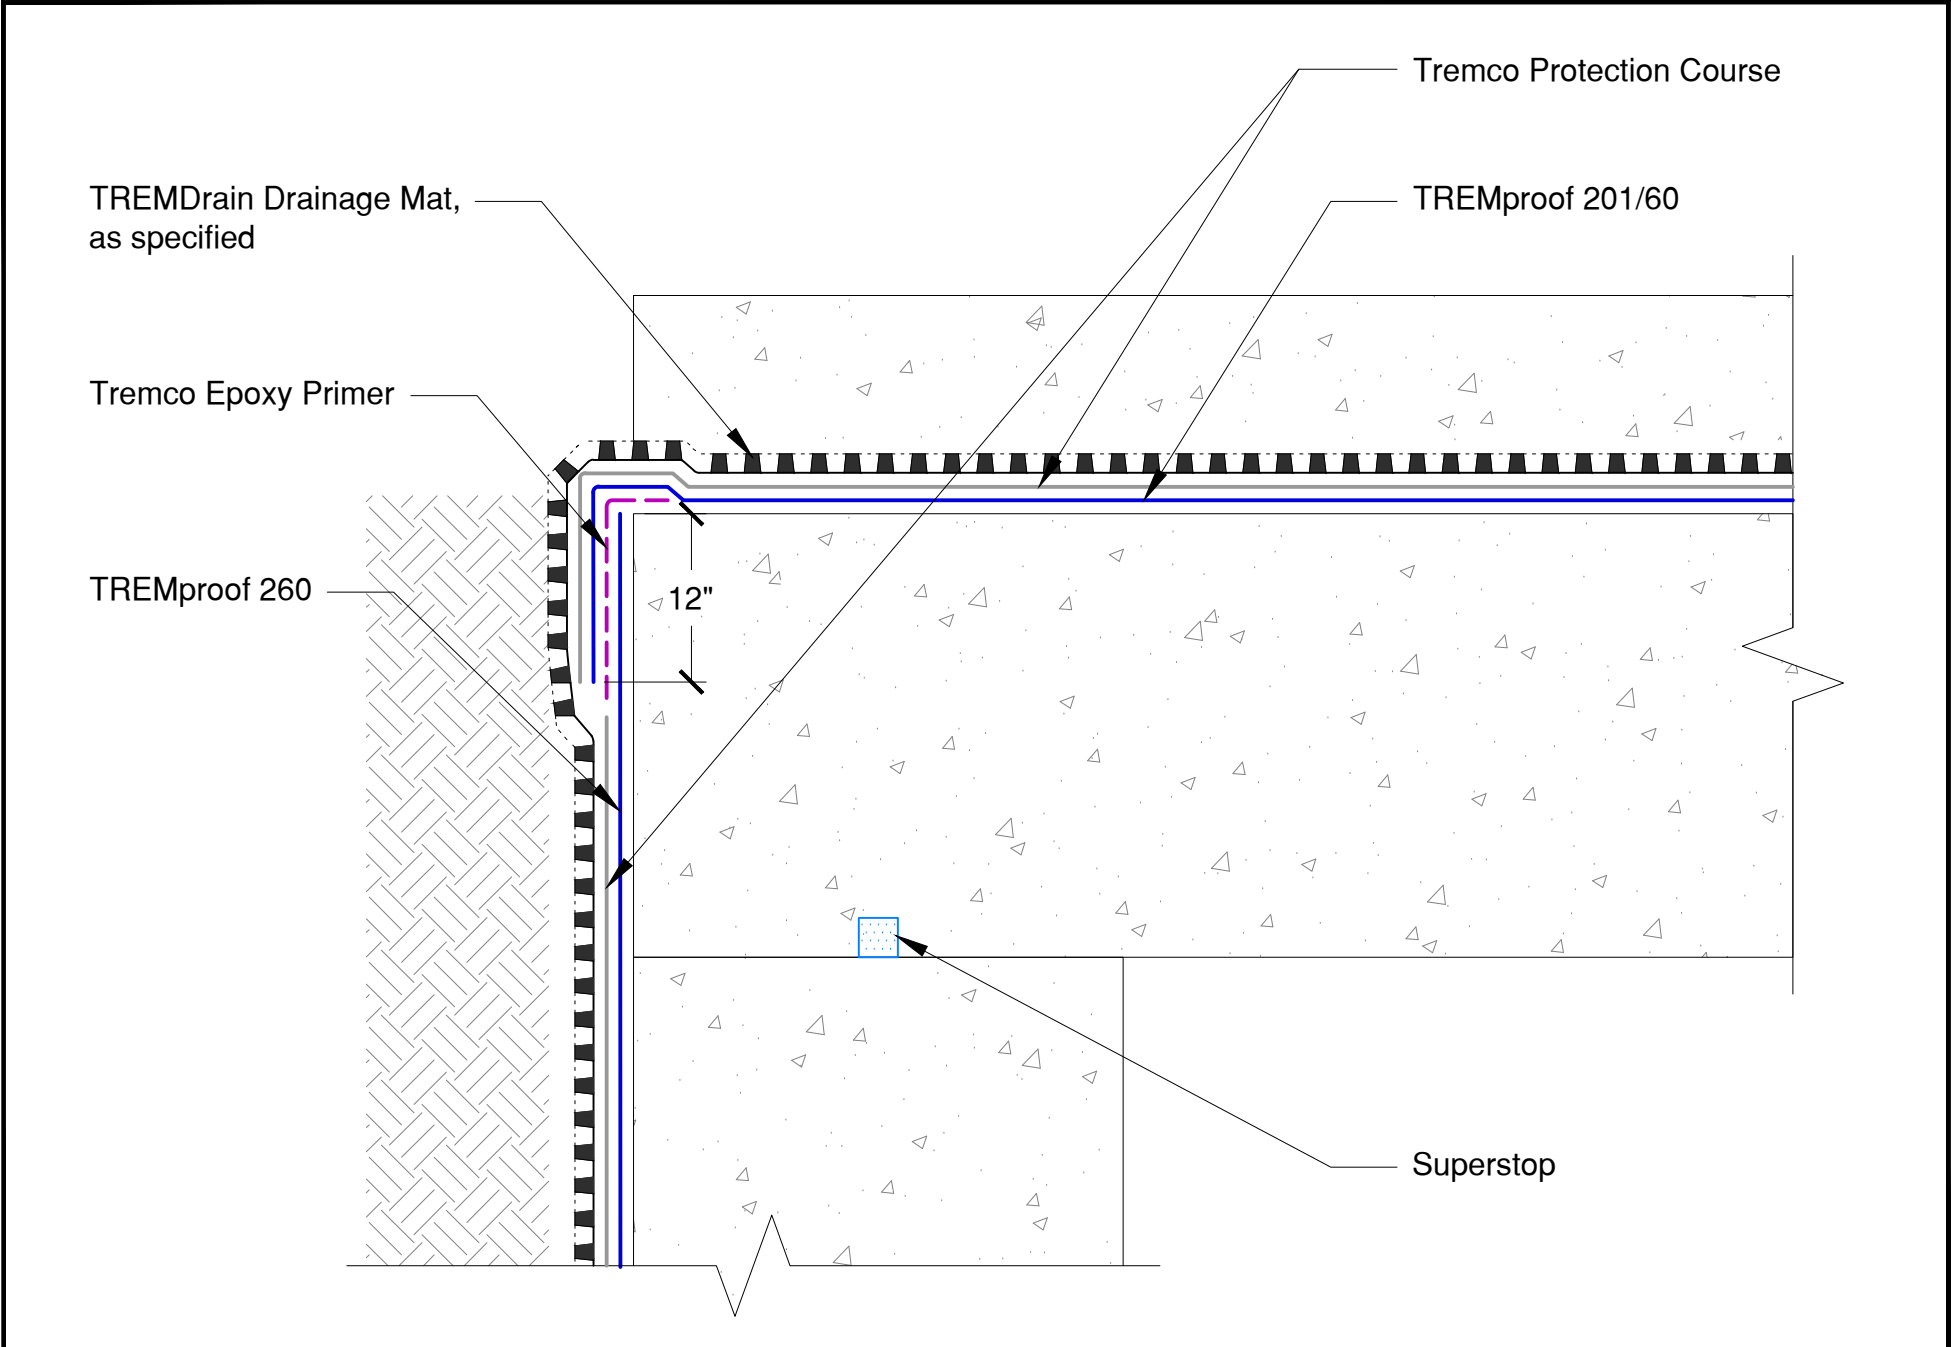 Tremco Protection Course
TREMDrain Drainage Mat,
as specified
TREMproof 201/60
Tremco Epoxy Primer
TREMproof 260
12"
Superstop